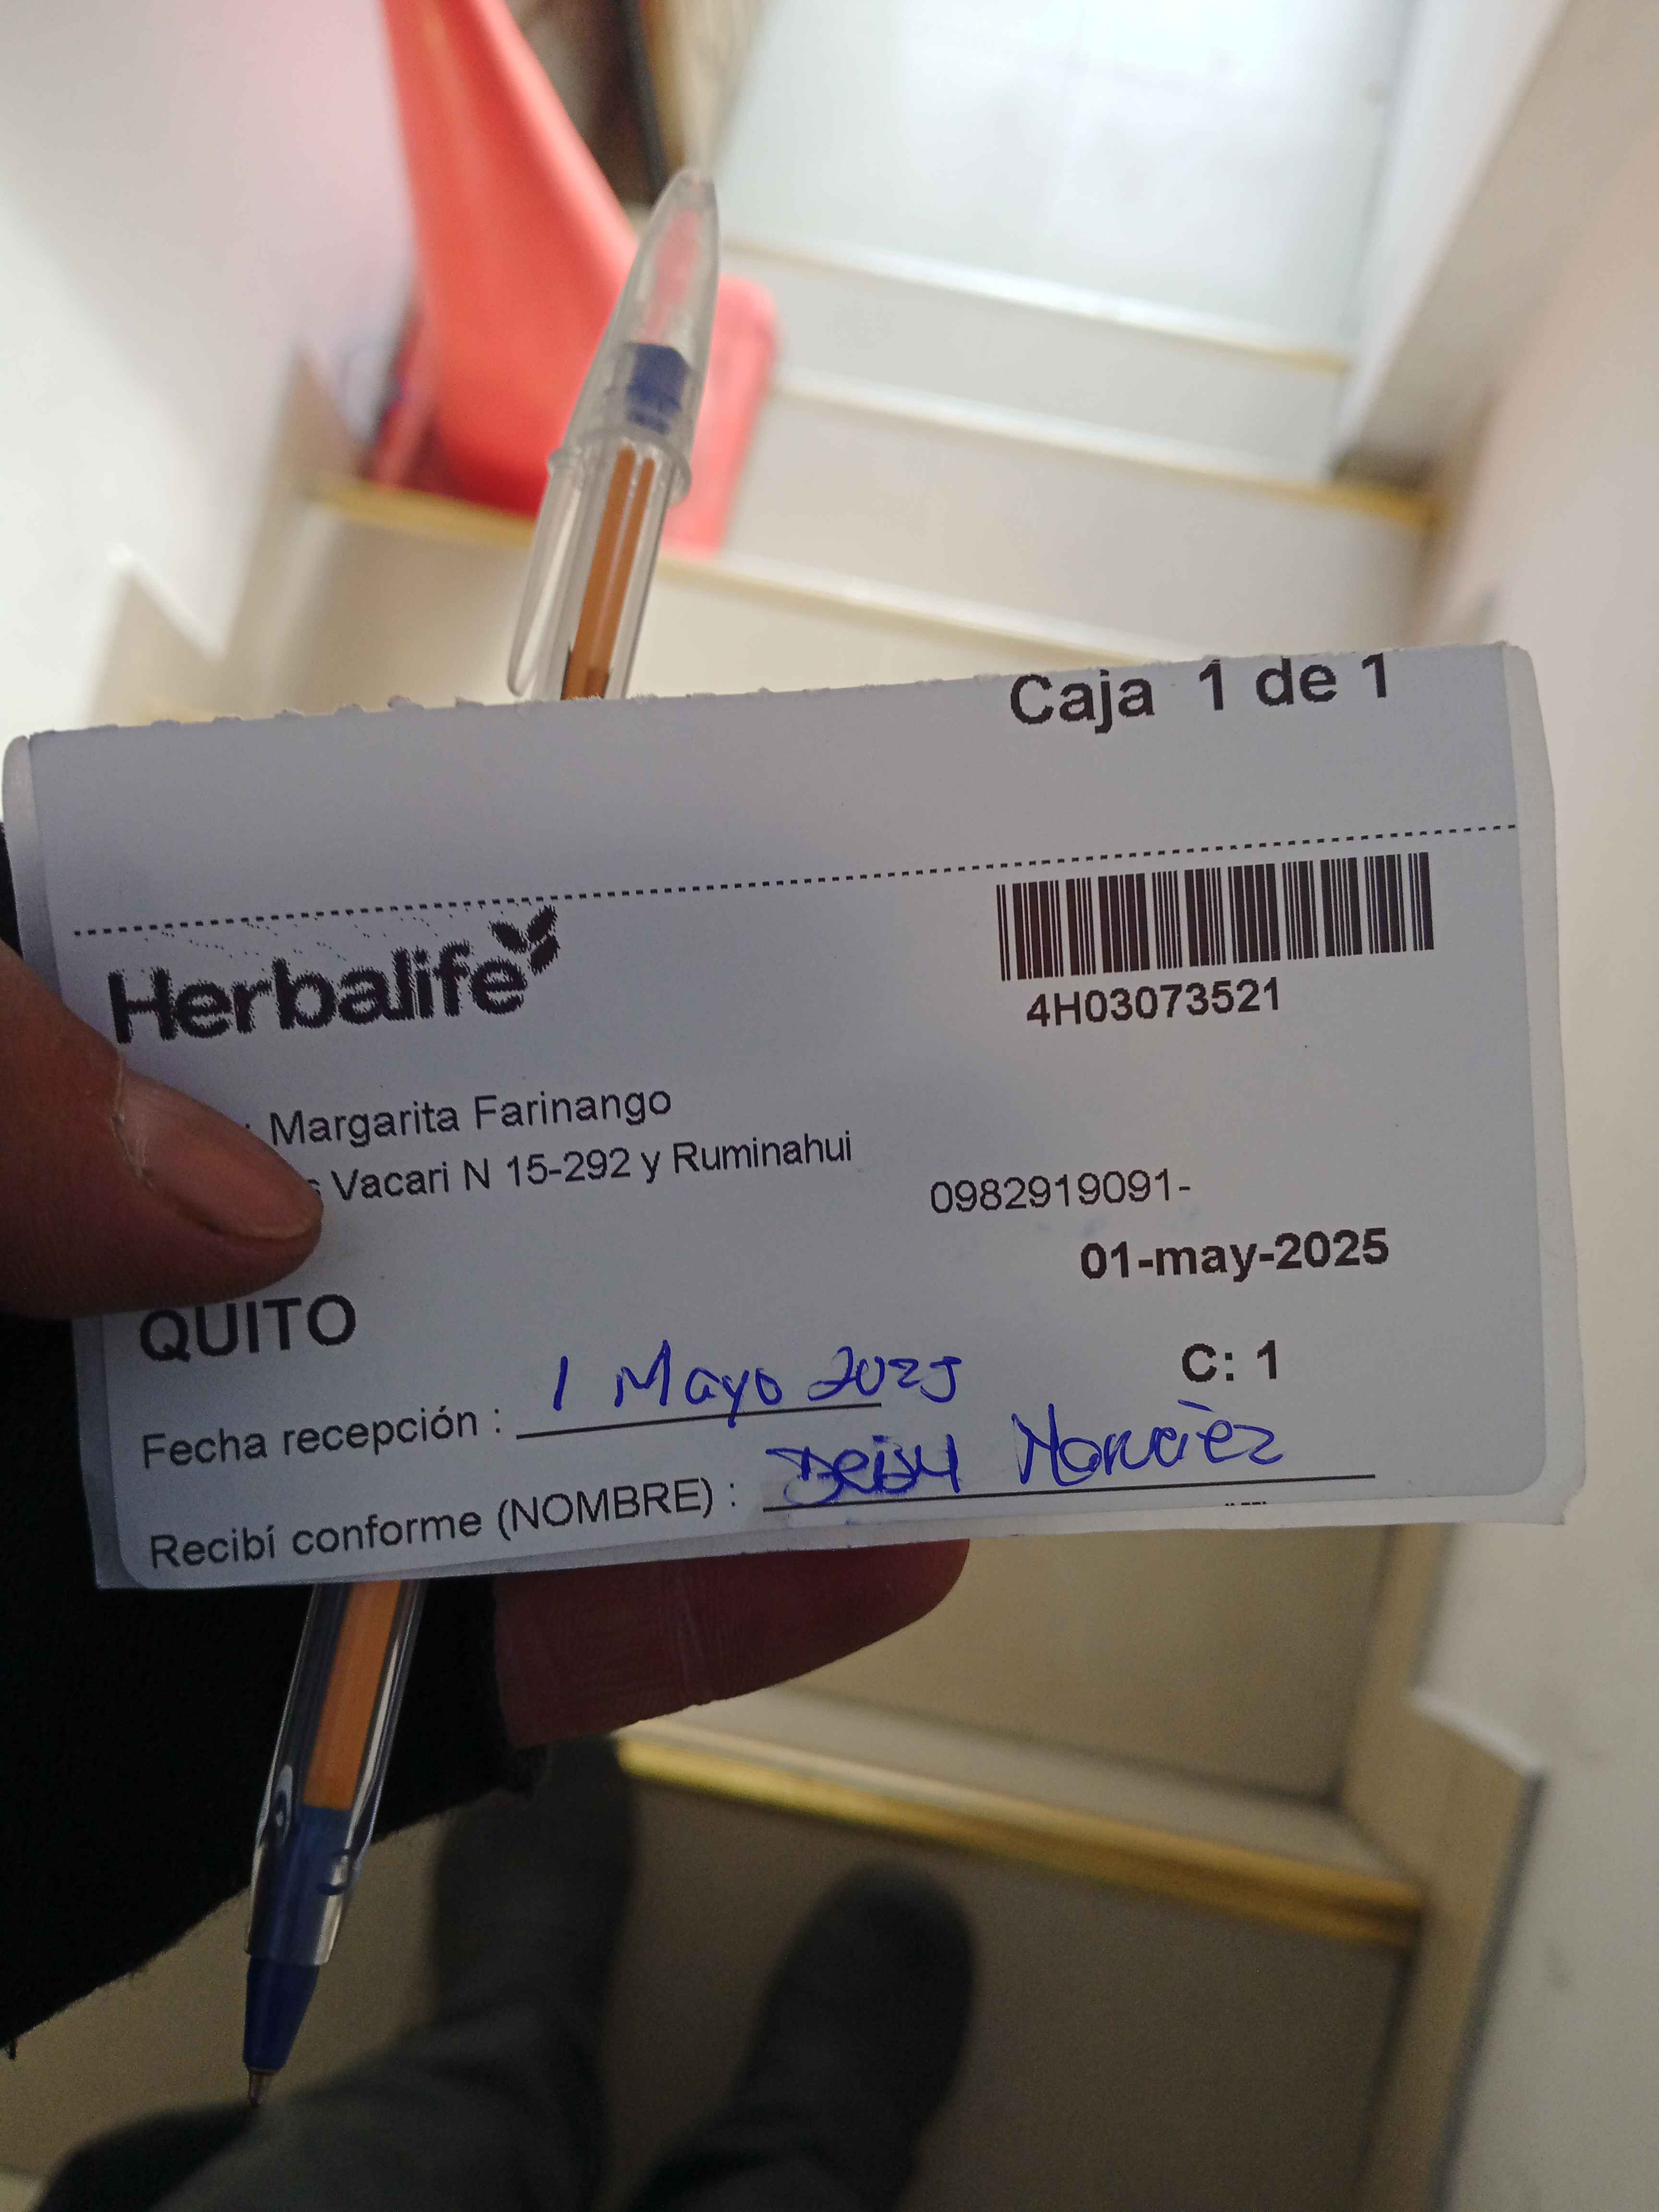 Caja 1 de 1
Herbalife
4H03073521
: Margarita Farinango
Vacari N 15-292 y Ruminahui
0982919091-
01-may-2025
QUITO
C: 1
Fecha recepción : 1 Mayo 2025
Recibí conforme (NOMBRE) : Deisy